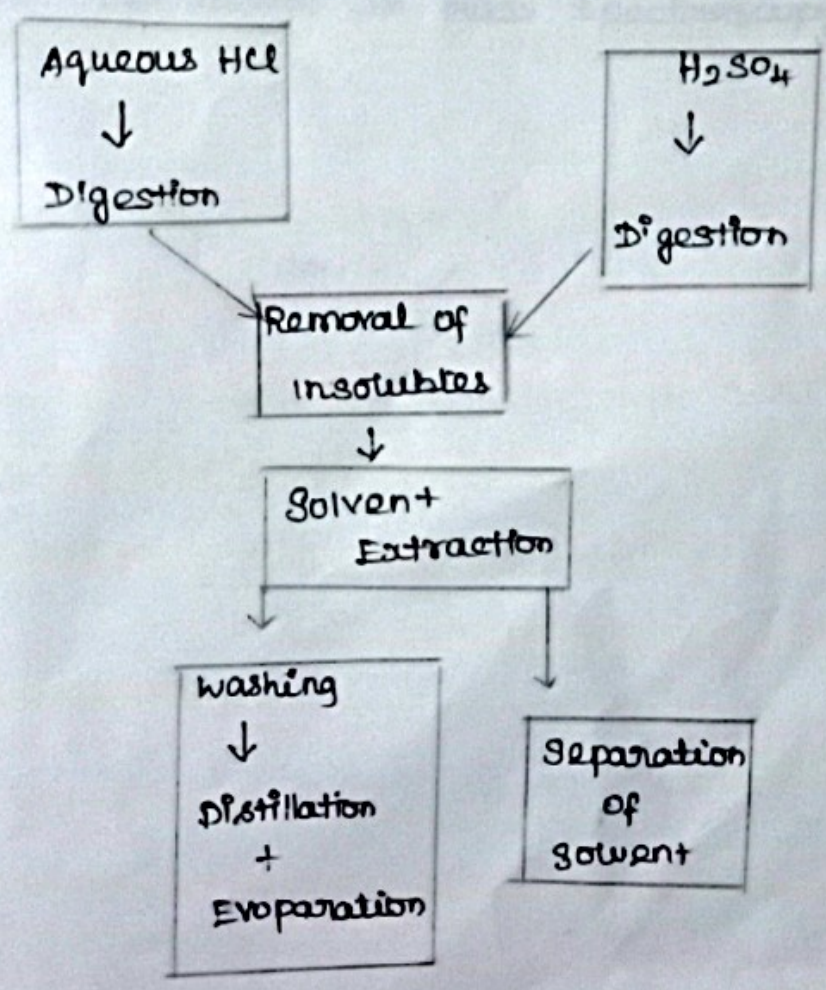 Aqueous HCl
↓
Digestion
H2SO4
↓
Digestion
Removal of
insolubles
↓
Solvent
Extraction
Washing
↓
Distillation
+
Evoparation
Separation
of
solvent